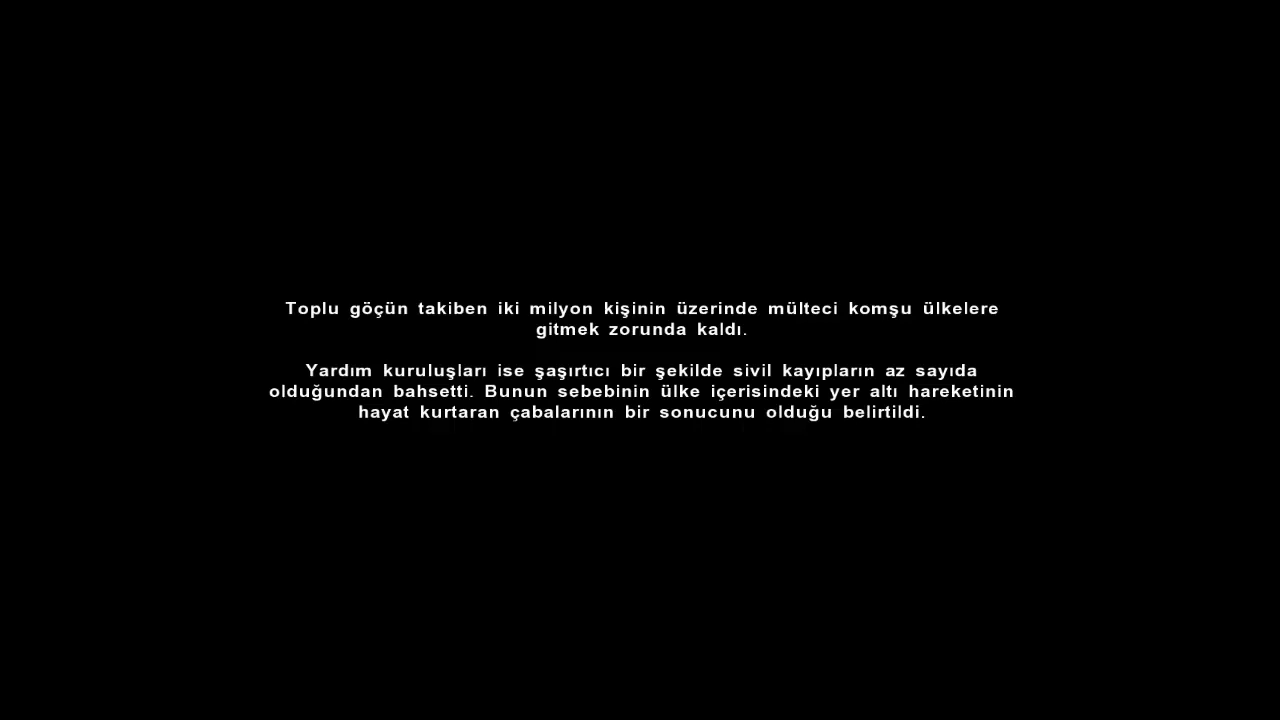 Toplu göçün takiben iki milyon kişinin üzerinde mülteci komşu ülkelere
gitmek zorunda kaldı.
Yardım kuruluşları ise şaşırtıcı bir şekilde sivil kayıpların az sayıda
olduğundan bahsetti. Bunun sebebinin ülke içerisindeki yer altı hareketinin
hayat kurtaran çabalarının bir sonucunu olduğu belirtildi.